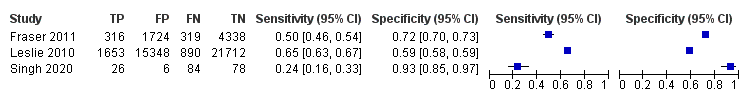 Study TP FP FN TN Sensitivity (95% CI) Specificity (95% CI) Sensitivity (95% CI) Specificity (95% CI)
Fraser 2011 316 1724 319 4338 0.50 [0.46, 0.54] 0.72 [0.70, 0.73]
Leslie 2010 1653 15348 890 21712 0.65 [0.63, 0.67] 0.59 [0.58, 0.59]
Singh 2020 26 6 84 78 0.24 [0.16, 0.33] 0.93 [0.85, 0.97]
0 0.2 0.4 0.6 0.8 1 0 0.2 0.4 0.6 0.8 1